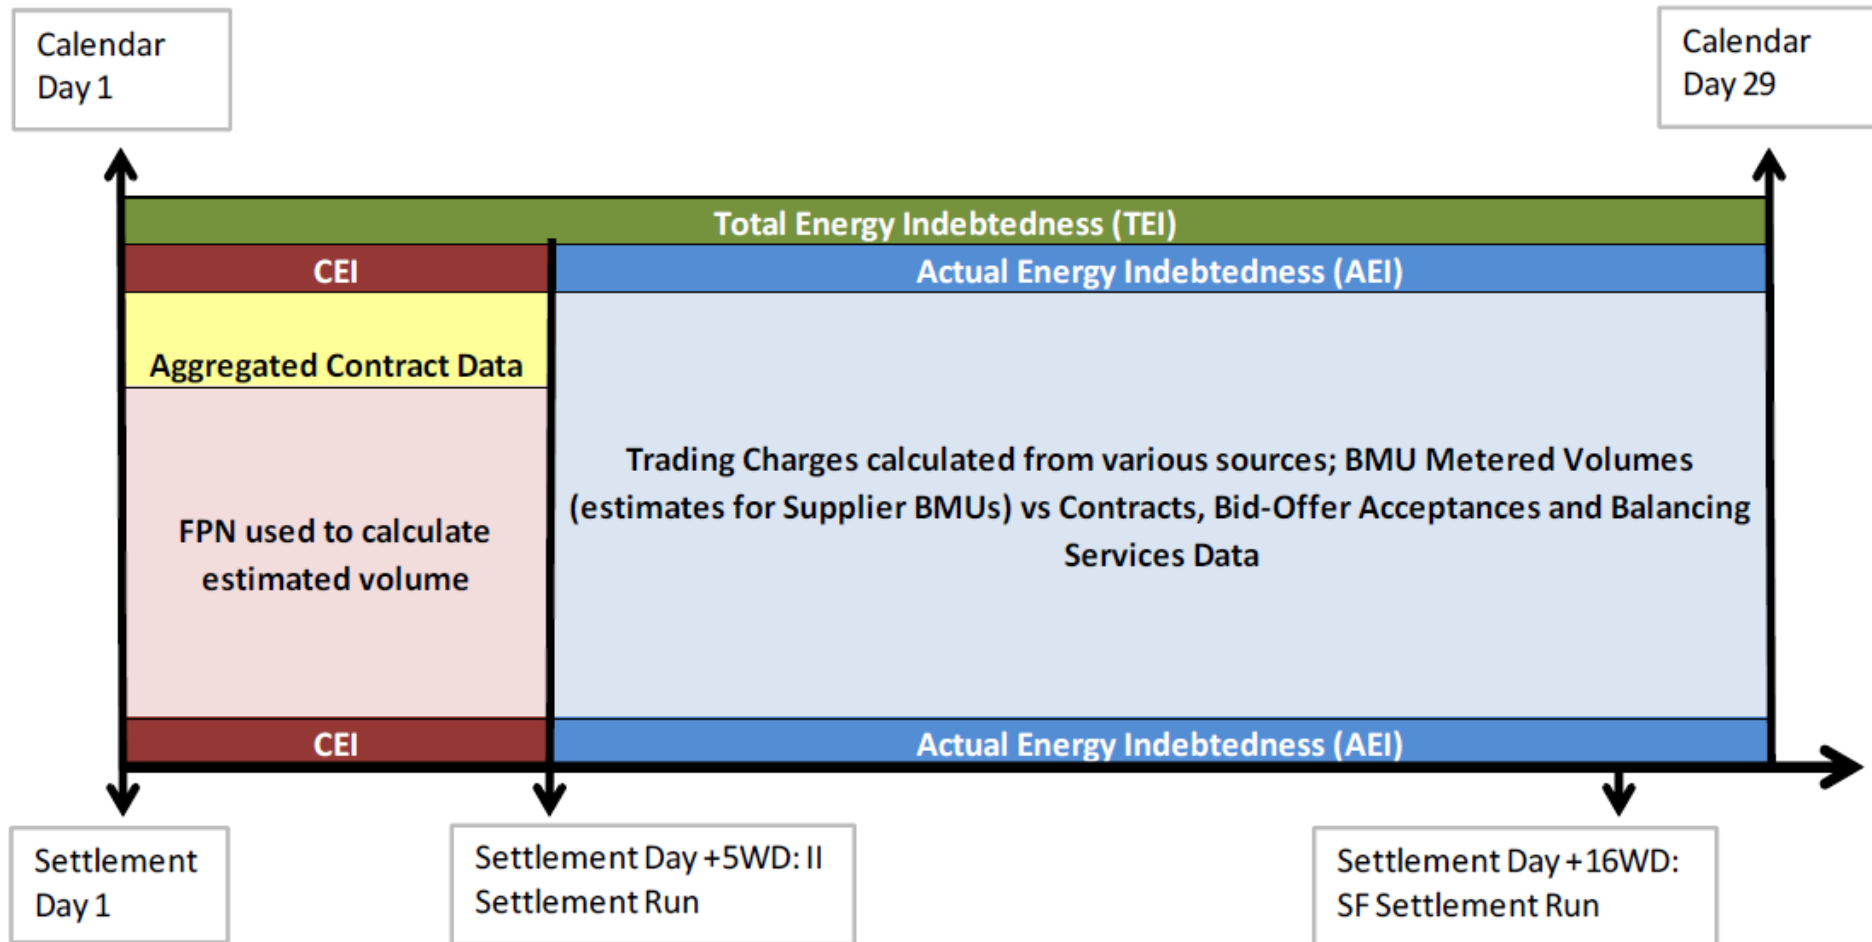 Calendar
Day 1
Calendar
Day 29
Total Energy Indebtedness (TEI)
CEI
Actual Energy Indebtedness (AEI)
Aggregated Contract Data
Trading Charges calculated from various sources; BMU Metered Volumes
(estimates for Supplier BMUs) vs Contracts, Bid-Offer Acceptances and Balancing
Services Data
FPN used to calculate
estimated volume
CEI
Actual Energy Indebtedness (AEI)
Settlement
Day 1
Settlement Day +5WD: II
Settlement Run
Settlement Day +16WD:
SF Settlement Run